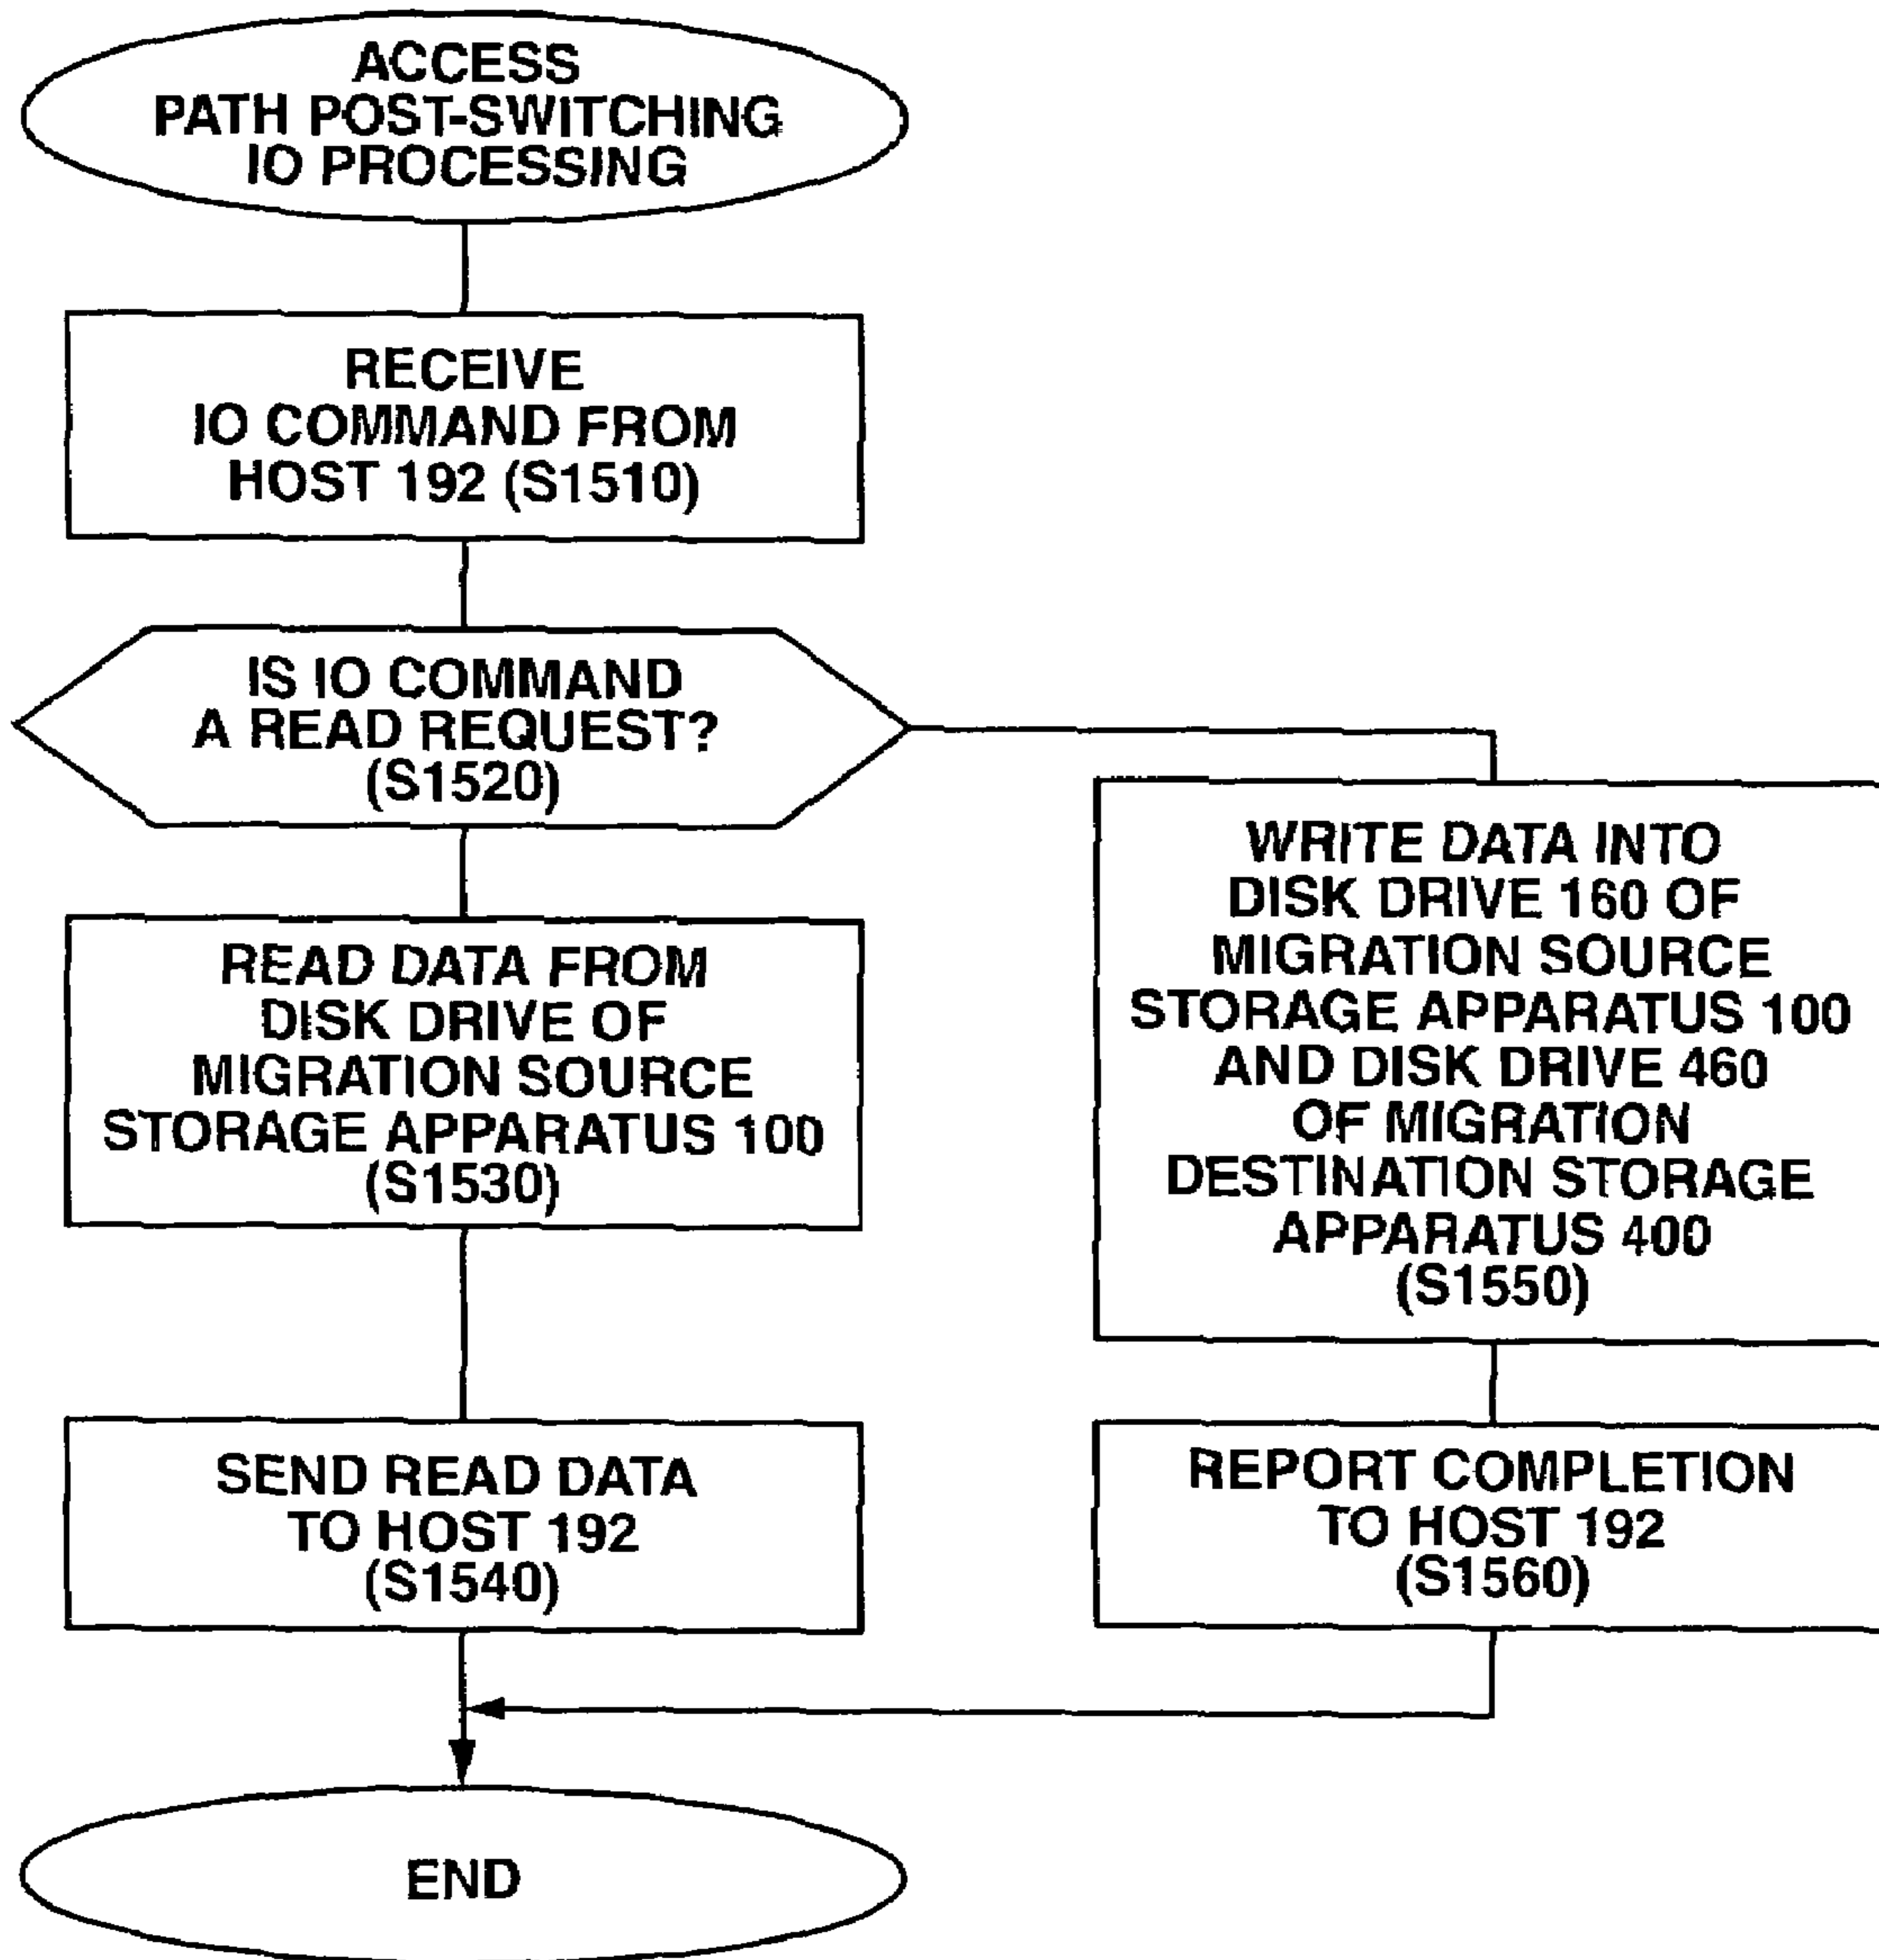 ACCESS
PATH POST-SWITCHING
IO PROCESSING
RECEIVE
IO COMMAND FROM
HOST 192 (S1510)
IS IO COMMAND
A READ REQUEST?
(S1520)
READ DATA FROM
DISK DRIVE OF
MIGRATION SOURCE
STORAGE APPARATUS 100
(S1530)
SEND READ DATA
TO HOST 192
(S1540)
WRITE DATA INTO
DISK DRIVE 160 OF
MIGRATION SOURCE
STORAGE APPARATUS 100
AND DISK DRIVE 460
OF MIGRATION
DESTINATION STORAGE
APPARATUS 400
(S1550)
REPORT COMPLETION
TO HOST 192
(S1560)
END